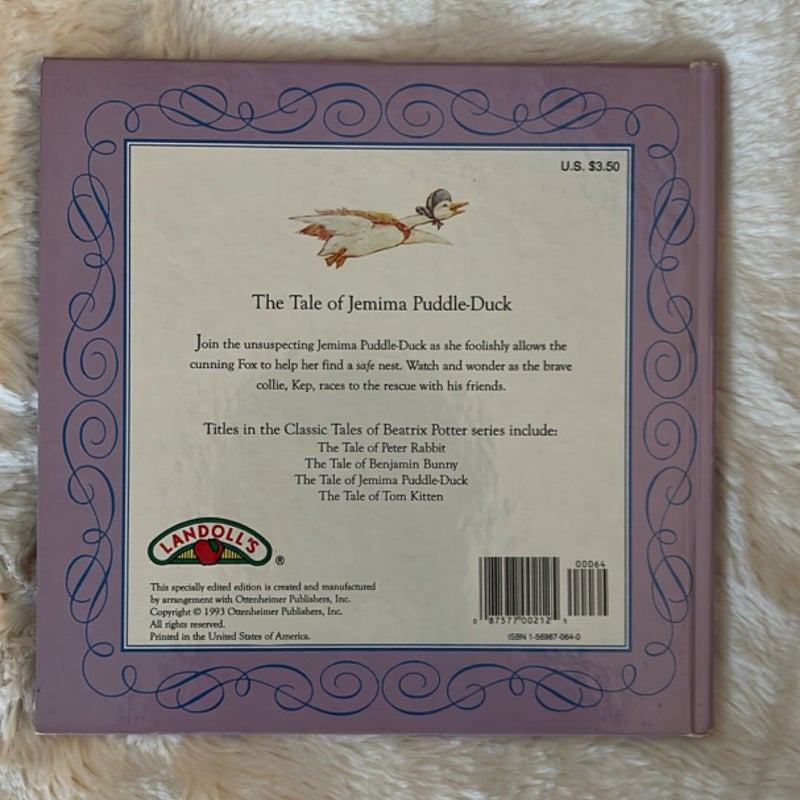 U.S. $3.50
The Tale of Jemima Puddle-Duck
Join the unsuspecting Jemima Puddle-Duck as she foolishly allows the
cunning Fox to help her find a safe nest. Watch and wonder as the brave
collie, Kep, races to the rescue with his friends.
Titles in the Classic Tales of Beatrix Potter series include:
The Tale of Peter Rabbit
The Tale of Benjamin Bunny
The Tale of Jemima Puddle-Duck
The Tale of Tom Kitten
LANDOLL'S ®
This specially edited edition is created and manufactured
by arrangement with Ottenheimer Publishers, Inc.
Copyright © 1993 Ottenheimer Publishers, Inc.
All rights reserved.
Printed in the United States of America.
00064
0 87577 00212
ISBN 1-56987-064-0